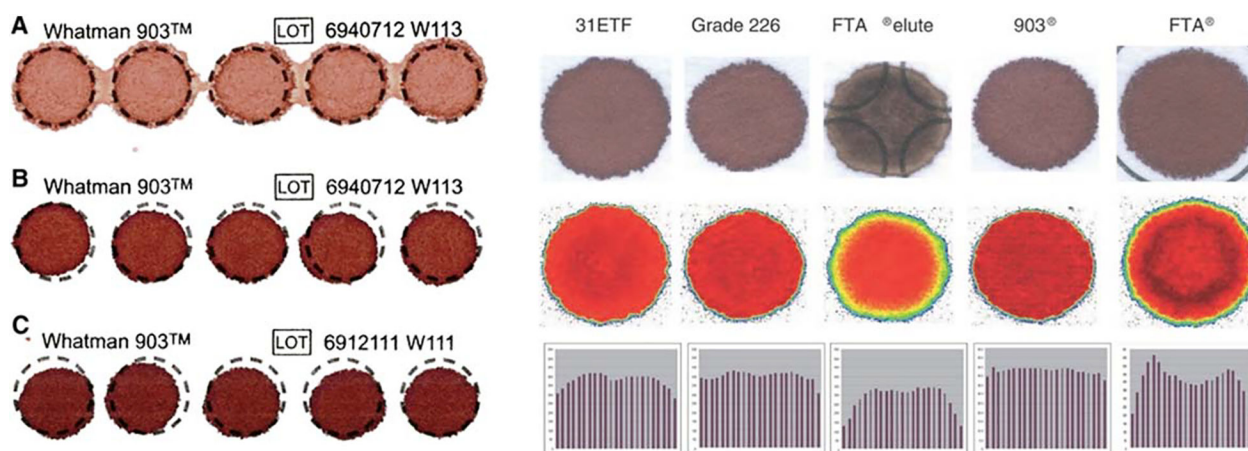 A
Whatman 903™ LOT 6940712 W113
B
Whatman 903™ LOT 6940712 W113
C
Whatman 903™ LOT 6912111 W111
31ETF Grade 226 FTA ®elute 903® FTA®